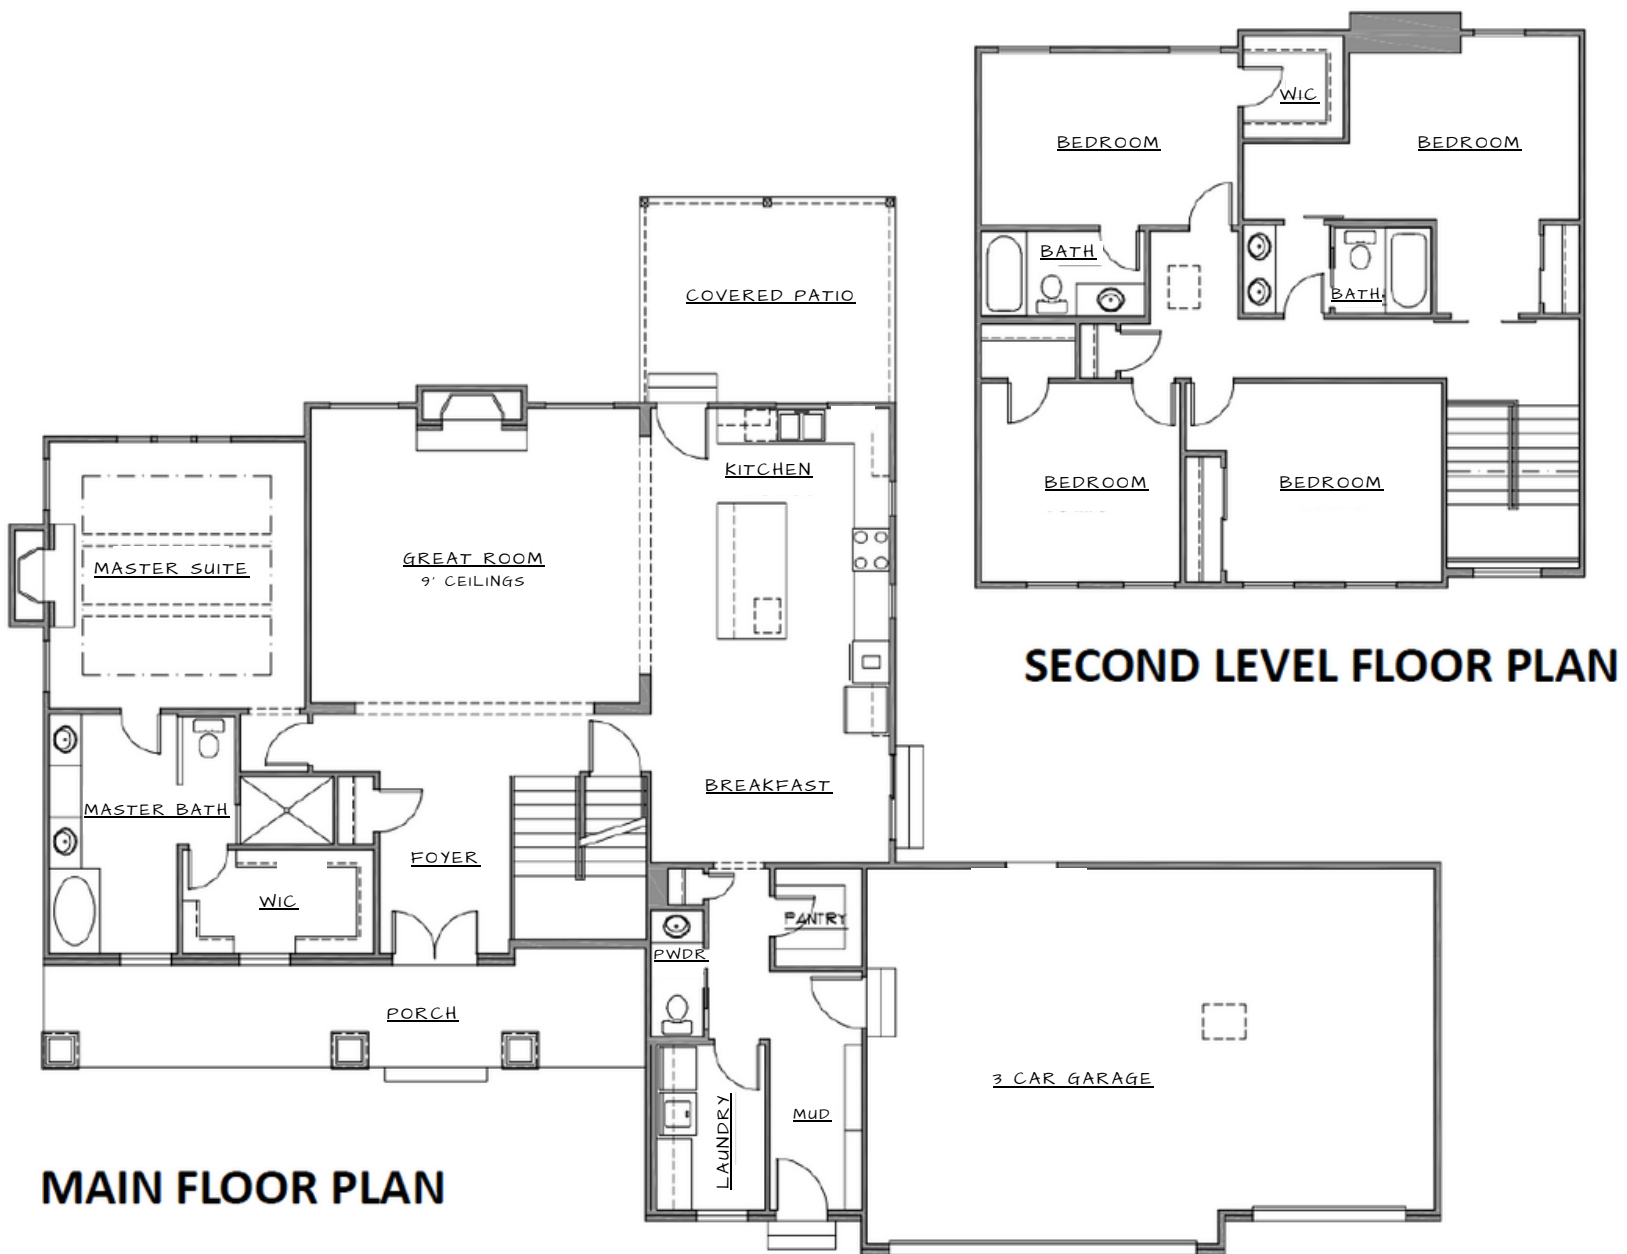 WIC
BEDROOM
BEDROOM
BATH
BATH
COVERED PATIO
KITCHEN
BEDROOM
BEDROOM
GREAT ROOM
9' CEILINGS
MASTER SUITE
SECOND LEVEL FLOOR PLAN
BREAKFAST
MASTER BATH
FOYER
WIC
PANTRY
PWDR
PORCH
3 CAR GARAGE
MUD
LAUNDRY
MAIN FLOOR PLAN